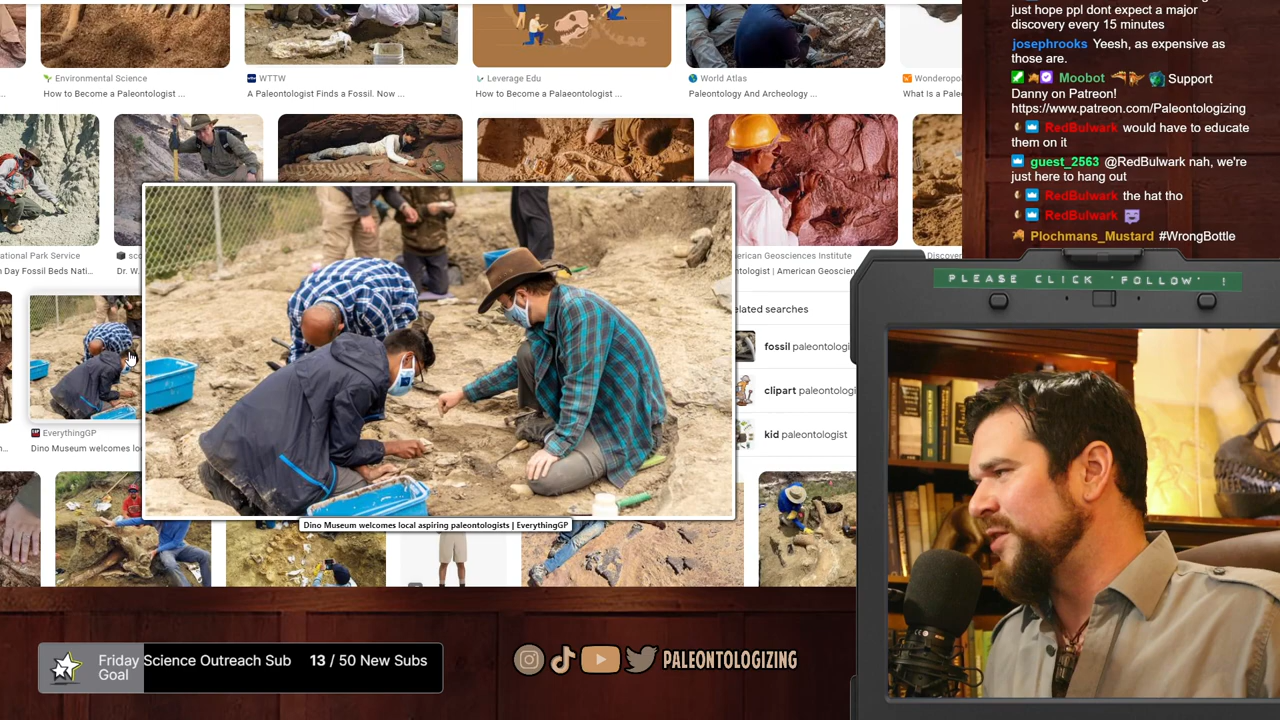 just hope ppl dont expect a major
discovery every 15 minutes
josephrooks Yeesh, as expensive as
those are.
Moobot Support
Danny on Patreon!
https://www.patreon.com/Paleontologizing
RedBulwark would have to educate
them on it
guest_2563 @RedBulwark nah, we're
just here to hang out
RedBulwark the hat tho
RedBulwark
Plochmans_Mustard #WrongBottle
Environmental Science
How to Become a Paleontologist ...
WTTW
A Paleontologist Finds a Fossil. Now ...
Leverage Edu
How to Become a Palaeontologist ...
World Atlas
Paleontology And Archeology ...
Wonderopol
What Is a Pale
ational Park Service
Day Fossil Beds Nati...
sc
Dr. W.
erican Geosciences Institute
ntologist | American Geoscien
Discover
PLEASE CLICK 'FOLLOW' !
elated searches
fossil paleontologi
clipart paleontologi
kid paleontologist
EverythingGP
Dino Museum welcomes lo
Dino Museum welcomes local aspiring paleontologists | EverythingGP
Friday Science Outreach Sub
Goal
13 / 50 New Subs
PALEONTOLOGIZING